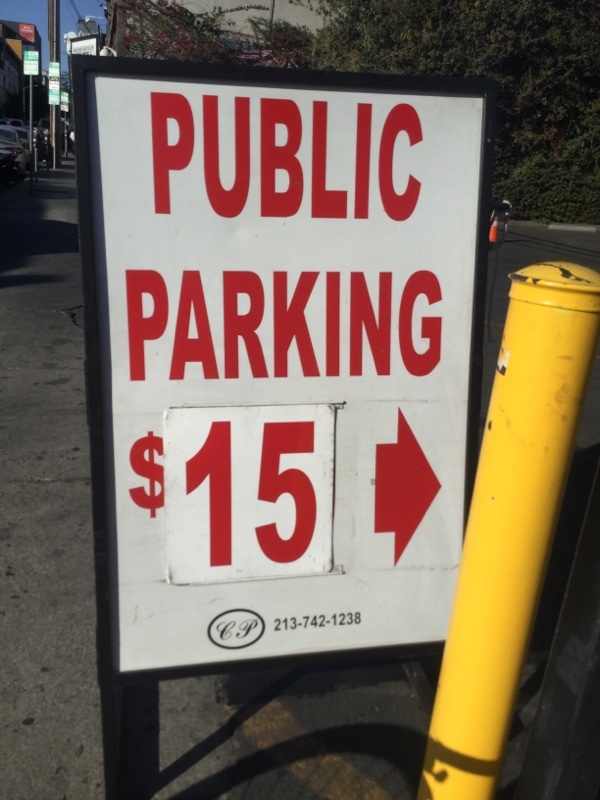 PUBLIC
PARKING
$15
CP 213-742-1238